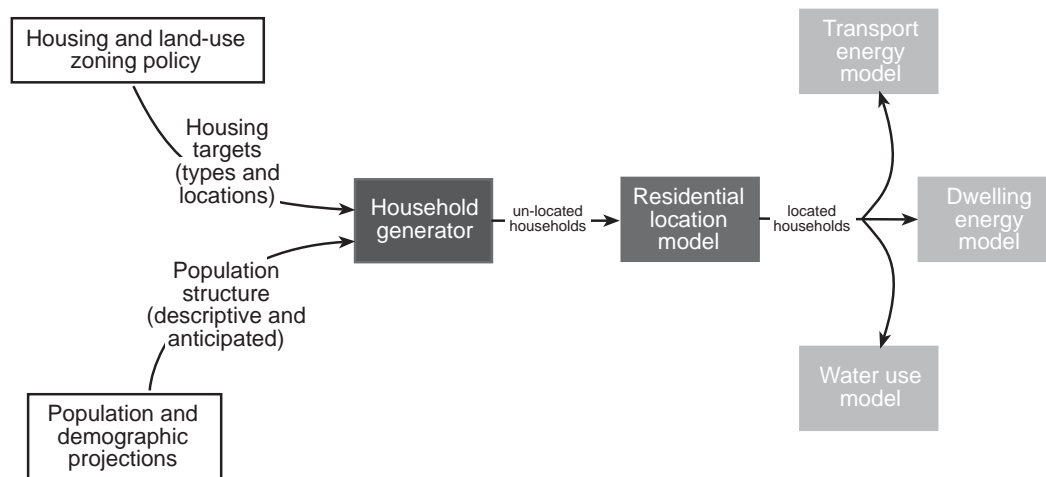 Housing and land-use
zoning policy
Housing
targets
(types and
locations)
Population
structure
(descriptive and
anticipated)
Population and
demographic
projections
Household
generator
un-located
households
Residential
location
model
located
households
Transport
energy
model
Dwelling
energy model
Water use
model